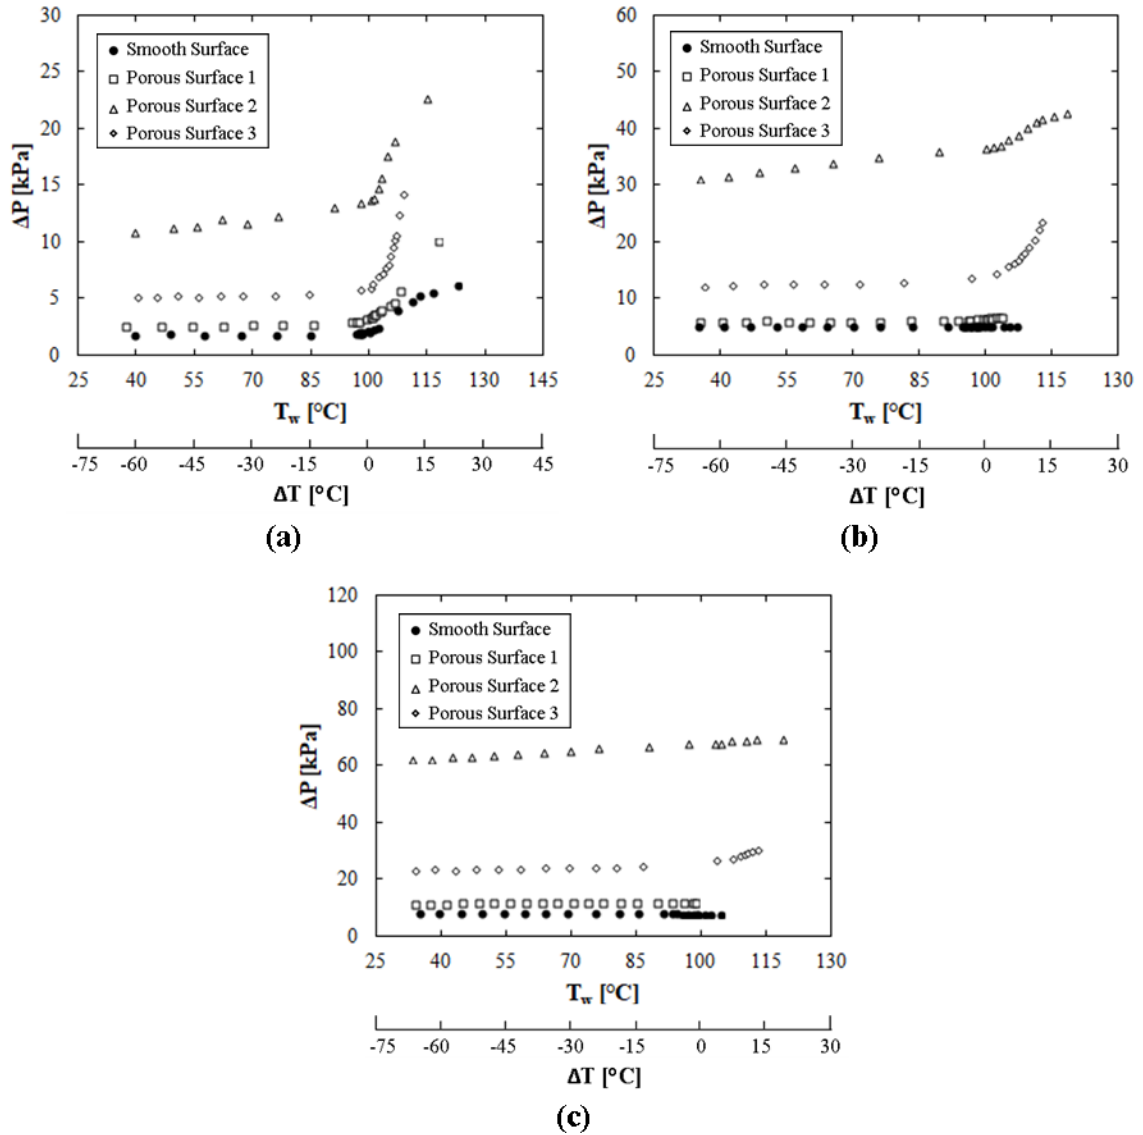 30
25
20
15
10
5
0
ΔP [kPa]
Smooth Surface
Porous Surface 1
Porous Surface 2
Porous Surface 3
25 40 55 70 85 100 115 130 145
T_w [°C]
-75 -60 -45 -30 -15 0 15 30 45
ΔT [°C]
(a)
60
50
40
30
20
10
0
ΔP [kPa]
Smooth Surface
Porous Surface 1
Porous Surface 2
Porous Surface 3
25 40 55 70 85 100 115 130
T_w [°C]
-75 -60 -45 -30 -15 0 15 30
ΔT [°C]
(b)
120
100
80
60
40
20
0
ΔP [kPa]
Smooth Surface
Porous Surface 1
Porous Surface 2
Porous Surface 3
25 40 55 70 85 100 115 130
T_w [°C]
-75 -60 -45 -30 -15 0 15 30
ΔT [°C]
(c)